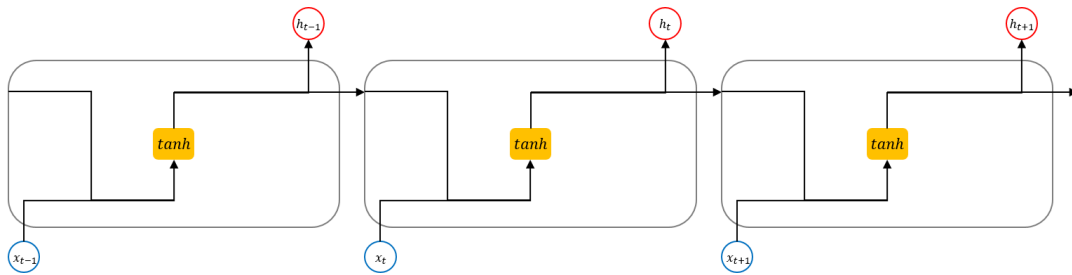 h_{t−1} h_t h_{t+1}
tanh tanh tanh
x_{t−1} x_t x_{t+1}